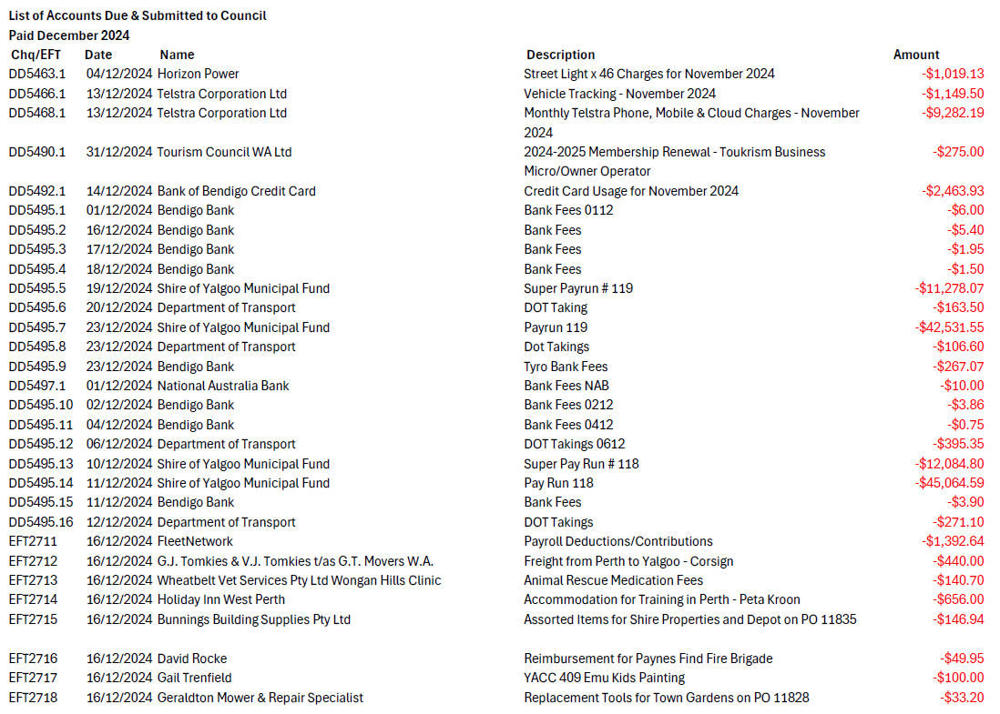 List of Accounts Due & Submitted to Council
Paid December 2024
Chq/EFT Date Name Description Amount
DD5463.1 04/12/2024 Horizon Power Street Light x 46 Charges for November 2024 -$1,019.13
DD5466.1 13/12/2024 Telstra Corporation Ltd Vehicle Tracking - November 2024 -$1,149.50
DD5468.1 13/12/2024 Telstra Corporation Ltd Monthly Telstra Phone, Mobile & Cloud Charges - November -$9,282.19
2024
DD5490.1 31/12/2024 Tourism Council WA Ltd 2024-2025 Membership Renewal - Toukrism Business -$275.00
Micro/Owner Operator
DD5492.1 14/12/2024 Bank of Bendigo Credit Card Credit Card Usage for November 2024 -$2,463.93
DD5495.1 01/12/2024 Bendigo Bank Bank Fees 0112 -$6.00
DD5495.2 16/12/2024 Bendigo Bank Bank Fees -$5.40
DD5495.3 17/12/2024 Bendigo Bank Bank Fees -$1.95
DD5495.4 18/12/2024 Bendigo Bank Bank Fees -$1.50
DD5495.5 19/12/2024 Shire of Yalgoo Municipal Fund Super Payrun # 119 -$11,278.07
DD5495.6 20/12/2024 Department of Transport DOT Taking -$163.50
DD5495.7 23/12/2024 Shire of Yalgoo Municipal Fund Payrun 119 -$42,531.55
DD5495.8 23/12/2024 Department of Transport Dot Takings -$106.60
DD5495.9 23/12/2024 Bendigo Bank Tyro Bank Fees -$267.07
DD5497.1 01/12/2024 National Australia Bank Bank Fees NAB -$10.00
DD5495.10 02/12/2024 Bendigo Bank Bank Fees 0212 -$3.86
DD5495.11 04/12/2024 Bendigo Bank Bank Fees 0412 -$0.75
DD5495.12 06/12/2024 Department of Transport DOT Takings 0612 -$395.35
DD5495.13 10/12/2024 Shire of Yalgoo Municipal Fund Super Pay Run # 118 -$12,084.80
DD5495.14 11/12/2024 Shire of Yalgoo Municipal Fund Pay Run 118 -$45,064.59
DD5495.15 11/12/2024 Bendigo Bank Bank Fees -$3.90
DD5495.16 12/12/2024 Department of Transport DOT Takings -$271.10
EFT2711 16/12/2024 FleetNetwork Payroll Deductions/Contributions -$1,392.64
EFT2712 16/12/2024 G.J. Tomkies & V.J. Tomkies t/as G.T. Movers W.A. Freight from Perth to Yalgoo - Corsign -$440.00
EFT2713 16/12/2024 Wheatbelt Vet Services Pty Ltd Wongan Hills Clinic Animal Rescue Medication Fees -$140.70
EFT2714 16/12/2024 Holiday Inn West Perth Accommodation for Training in Perth - Peta Kroon -$656.00
EFT2715 16/12/2024 Bunnings Building Supplies Pty Ltd Assorted Items for Shire Properties and Depot on PO 11835 -$146.94
EFT2716 16/12/2024 David Rocke Reimbursement for Paynes Find Fire Brigade -$49.95
EFT2717 16/12/2024 Gail Trenfield YACC 409 Emu Kids Painting -$100.00
EFT2718 16/12/2024 Geraldton Mower & Repair Specialist Replacement Tools for Town Gardens on PO 11828 -$33.20